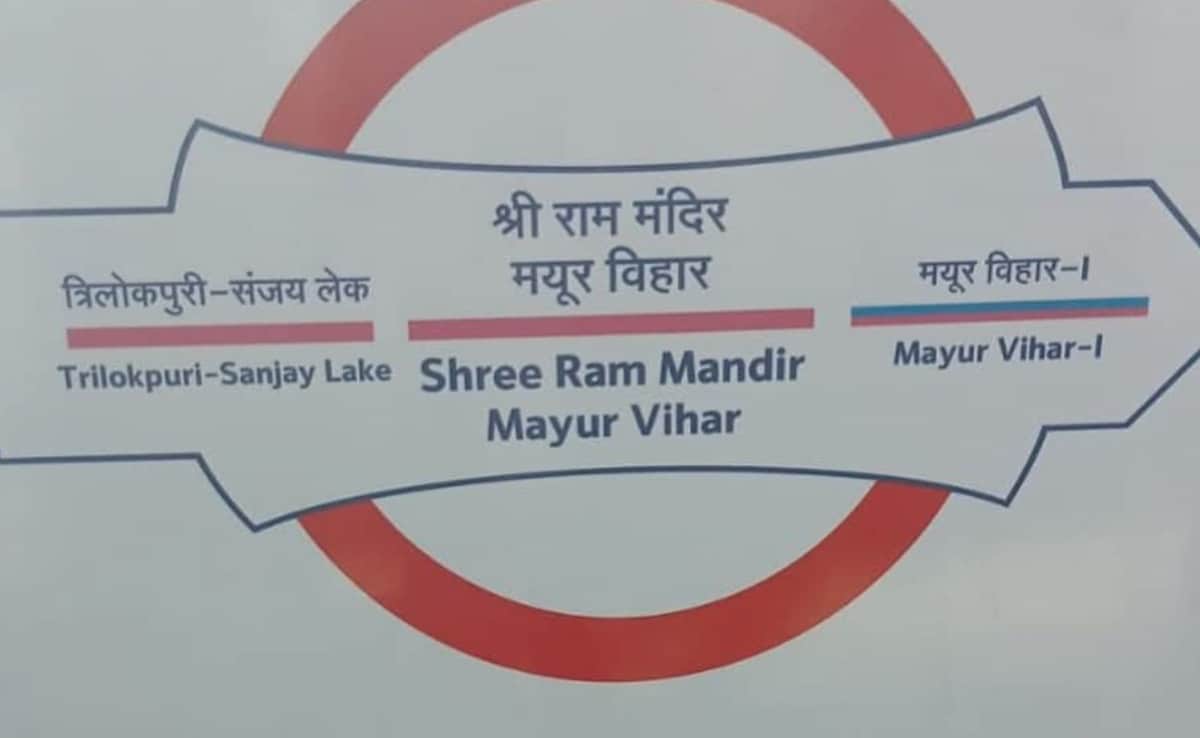 श्री राम मंदिर
मयूर विहार
Shree Ram Mandir
Mayur Vihar
त्रिलोकपुरी-संजय लेक
Trilokpuri-Sanjay Lake
मयूर विहार-I
Mayur Vihar-I